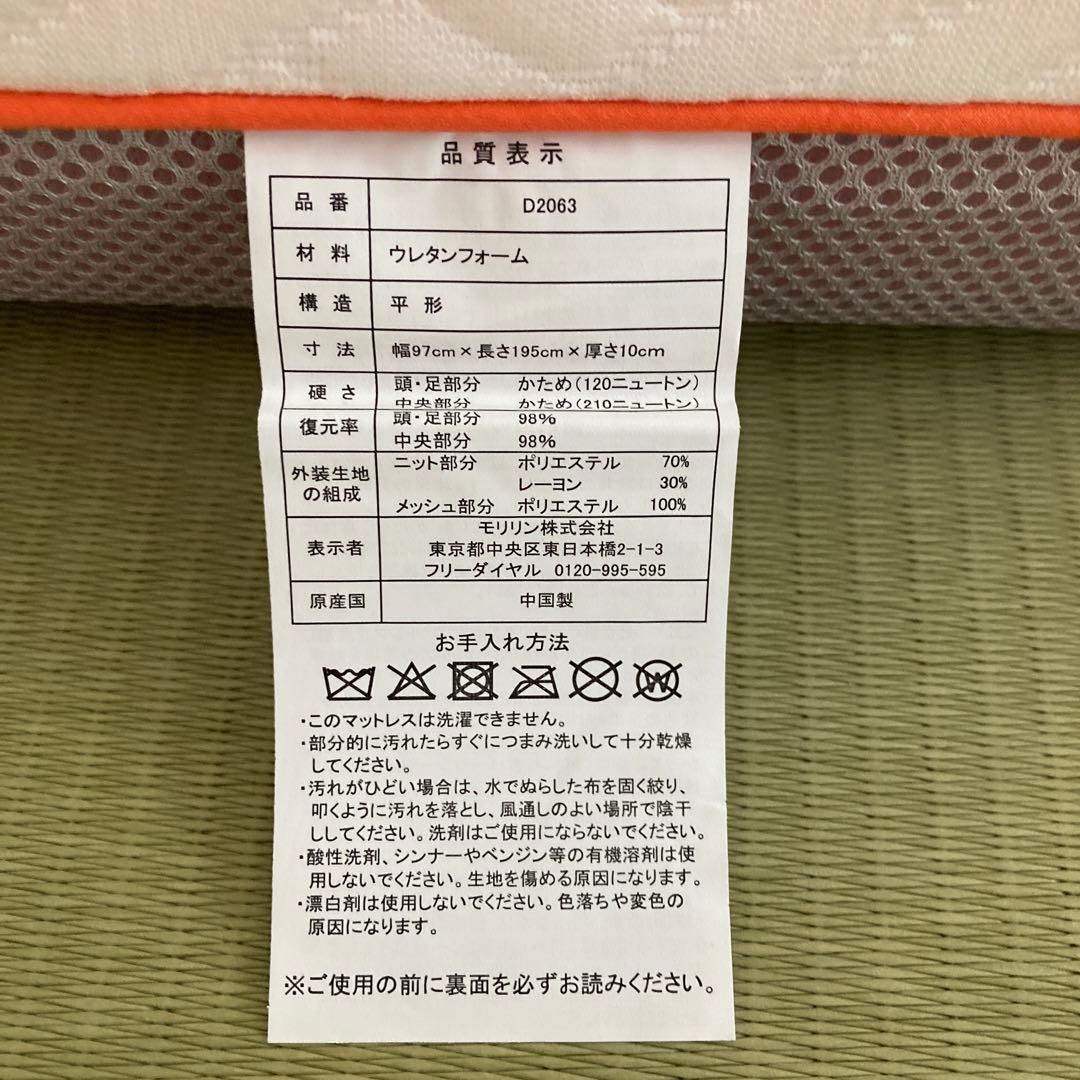 品質表示
品番 D2063
材料 ウレタンフォーム
構造 平形
寸法 幅97cm×長さ195cm×厚さ10cm
硬さ 頭・足部分 かため(120ニュートン)
中央部分 かため(210ニュートン)
復元率 頭・足部分 98%
中央部分 98%
外装生地の組成 ニット部分 ポリエステル 70%
レーヨン 30%
メッシュ部分 ポリエステル 100%
表示者 モリリン株式会社
東京都中央区東日本橋2-1-3
フリーダイヤル 0120-995-595
原産国 中国製
お手入れ方法
W
・このマットレスは洗濯できません。
・部分的に汚れたらすぐにつまみ洗いして十分乾燥
してください。
・汚れがひどい場合は、水でぬらした布を固く絞り、
叩くように汚れを落とし、風通しのよい場所で陰干
ししてください。洗剤はご使用にならないでください。
・酸性洗剤、シンナーやベンジン等の有機溶剤は使
用しないでください。生地を傷める原因になります。
・漂白剤は使用しないでください。色落ちや変色の
原因になります。
※ご使用の前に裏面を必ずお読みください。